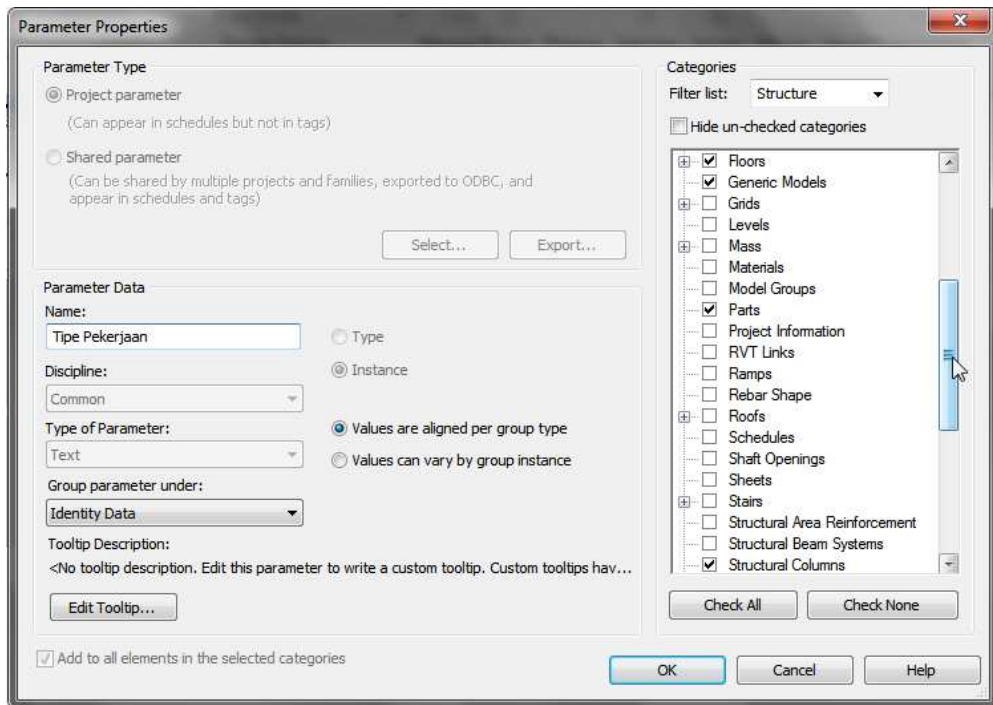 Parameter Properties
Parameter Type
Project parameter
(Can appear in schedules but not in tags)
Shared parameter
(Can be shared by multiple projects and families, exported to ODBC, and
appear in schedules and tags)
Select...
Export...
Parameter Data
Name:
Tipe Pekerjaan
Type
Discipline:
Instance
Common
Type of Parameter:
Values are aligned per group type
Text
Values can vary by group instance
Group parameter under:
Identity Data
Tooltip Description:
<No tooltip description. Edit this parameter to write a custom tooltip. Custom tooltips hav...
Edit Tooltip...
Add to all elements in the selected categories
Categories
Filter list:
Structure
Hide un-checked categories
Floors
Generic Models
Grids
Levels
Mass
Materials
Model Groups
Parts
Project Information
RVT Links
Ramps
Rebar Shape
Roofs
Schedules
Shaft Openings
Sheets
Stairs
Structural Area Reinforcement
Structural Beam Systems
Structural Columns
Check All
Check None
OK
Cancel
Help